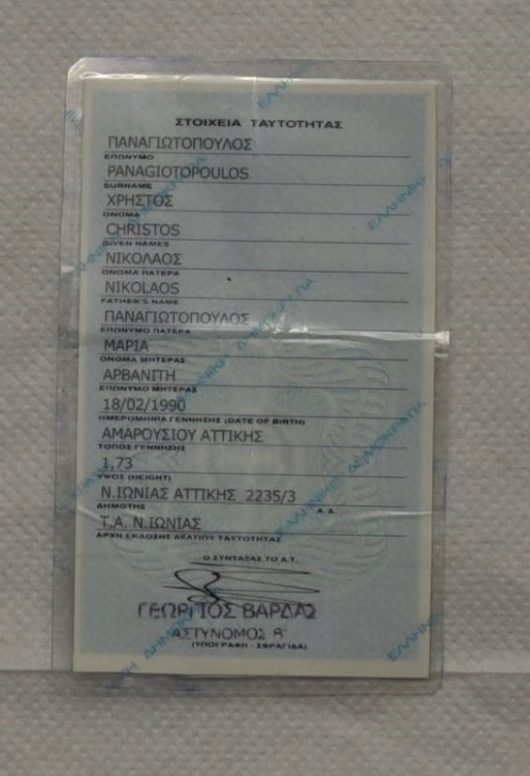 ΣΤΟΙΧΕΙΑ ΤΑΥΤΟΤΗΤΑΣ
ΠΑΝΑΓΙΩΤΟΠΟΥΛΟΣ
ΕΠΩΝΥΜΟ
PANAGIOTOPOULOS
SURNAME
ΧΡΗΣΤΟΣ
ΟΝΟΜΑ
CHRISTOS
GIVEN NAMES
ΝΙΚΟΛΑΟΣ
ΟΝΟΜΑ ΠΑΤΕΡΑ
NIKOLAOS
FATHER'S NAME
ΠΑΝΑΓΙΩΤΟΠΟΥΛΟΣ
ΕΠΩΝΥΜΟ ΠΑΤΕΡΑ
ΜΑΡΙΑ
ΟΝΟΜΑ ΜΗΤΕΡΑΣ
ΑΡΒΑΝΙΤΗ
ΕΠΩΝΥΜΟ ΜΗΤΕΡΑΣ
18/02/1990
ΗΜΕΡΟΜΗΝΙΑ ΓΕΝΝΗΣΗΣ (DATE OF BIRTH)
ΑΜΑΡΟΥΣΙΟΥ ΑΤΤΙΚΗΣ
ΤΟΠΟΣ ΓΕΝΝΗΣΗΣ
1,73
ΥΨΟΣ (HEIGHT)
Ν.ΙΩΝΙΑΣ ΑΤΤΙΚΗΣ 2235/3
ΔΗΜΟΤΗΣ Α.Α.
Τ.Α. Ν.ΙΩΝΙΑΣ
ΑΡΧΗ ΕΚΔΟΣΗΣ ΔΕΛΤΙΟΥ ΤΑΥΤΟΤΗΤΑΣ
Ο ΣΥΝΤΑΞΑΣ ΤΟ Δ.Τ.
ΓΕΩΡΓΙΟΣ ΒΑΡΔΑΣ
ΑΣΤΥΝΟΜΟΣ Β'
(ΥΠΟΓΡΑΦΗ - ΣΦΡΑΓΙΔΑ)